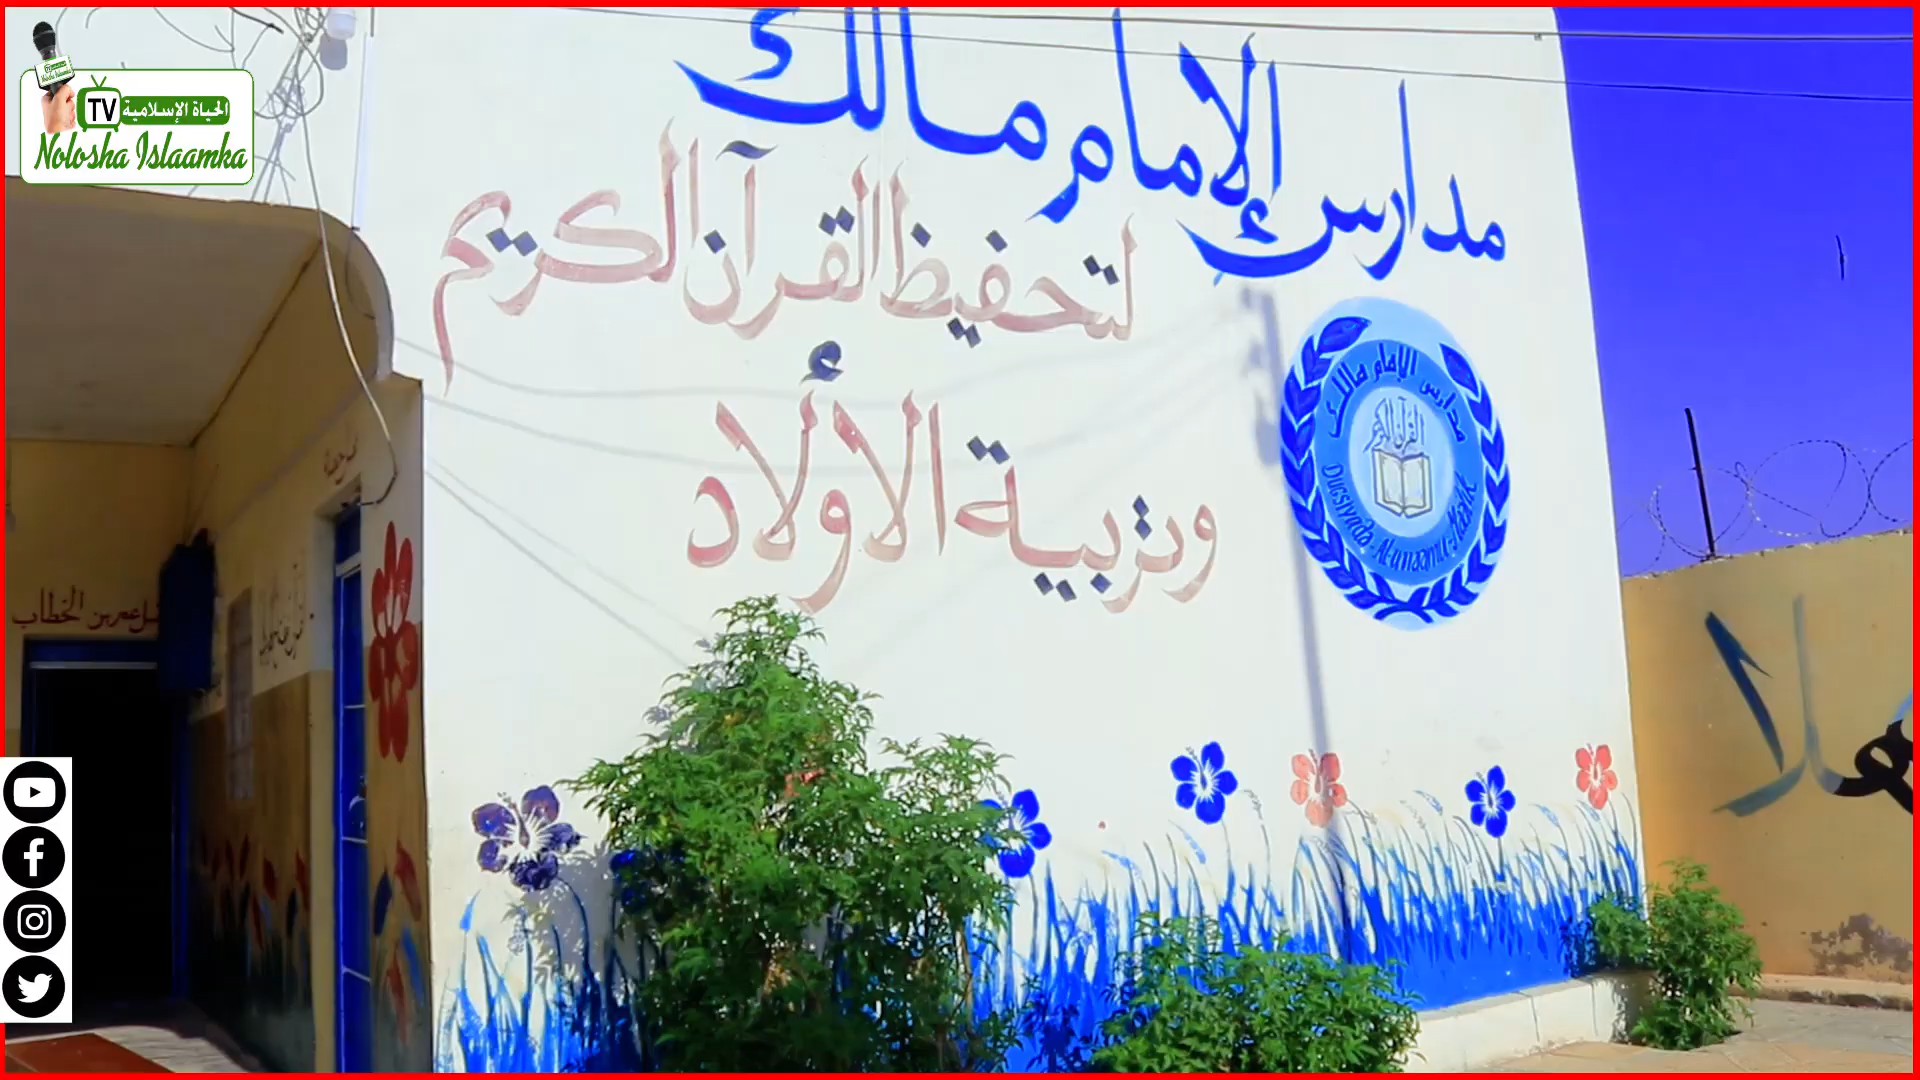 TV الحياة الإسلامية
Nolosha Islaamka
مدارس الإمام مالك
لتحفيظ القرآن الكريم
وتربية الأولاد
مدارس الإمام مالك
القرآن الكريم
عمر بن الخطاب